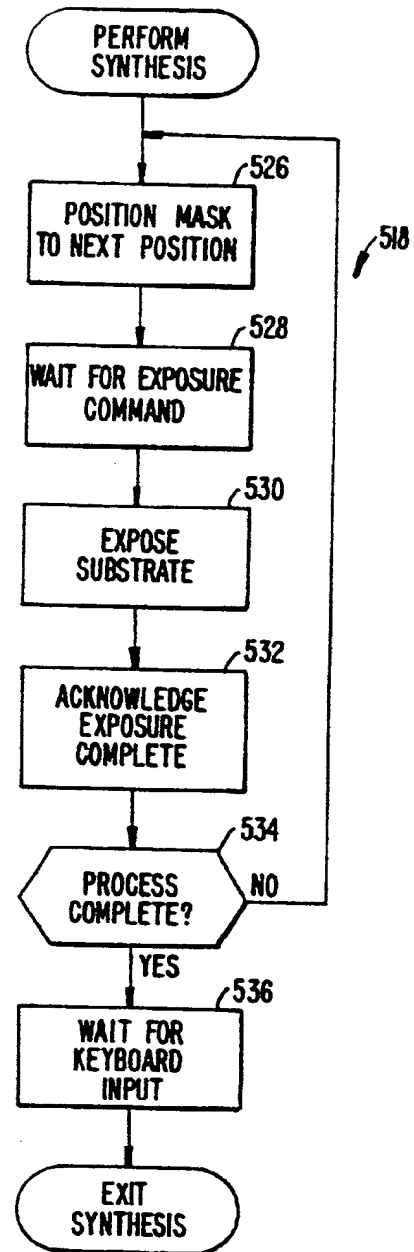 PERFORM
SYNTHESIS
526
POSITION MASK
TO NEXT POSITION
518
528
WAIT FOR EXPOSURE
COMMAND
530
EXPOSE
SUBSTRATE
532
ACKNOWLEDGE
EXPOSURE
COMPLETE
534
PROCESS
COMPLETE?
NO
YES
536
WAIT FOR
KEYBOARD
INPUT
EXIT
SYNTHESIS